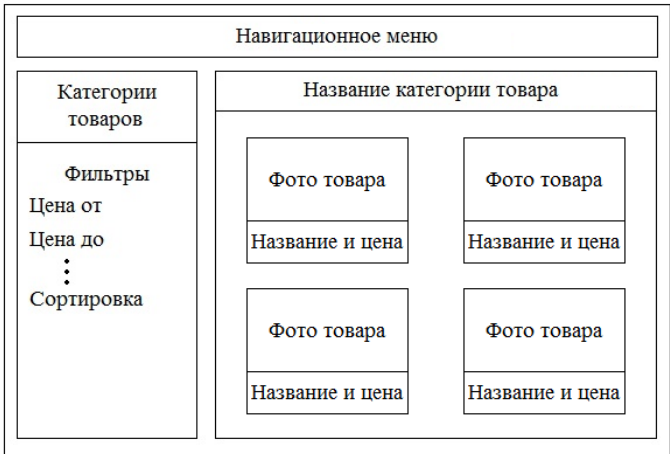 Навигационное меню
Категории
товаров
Фильтры
Цена от
Цена до
Сортировка
Название категории товара
Фото товара
Название и цена
Фото товара
Название и цена
Фото товара
Название и цена
Фото товара
Название и цена